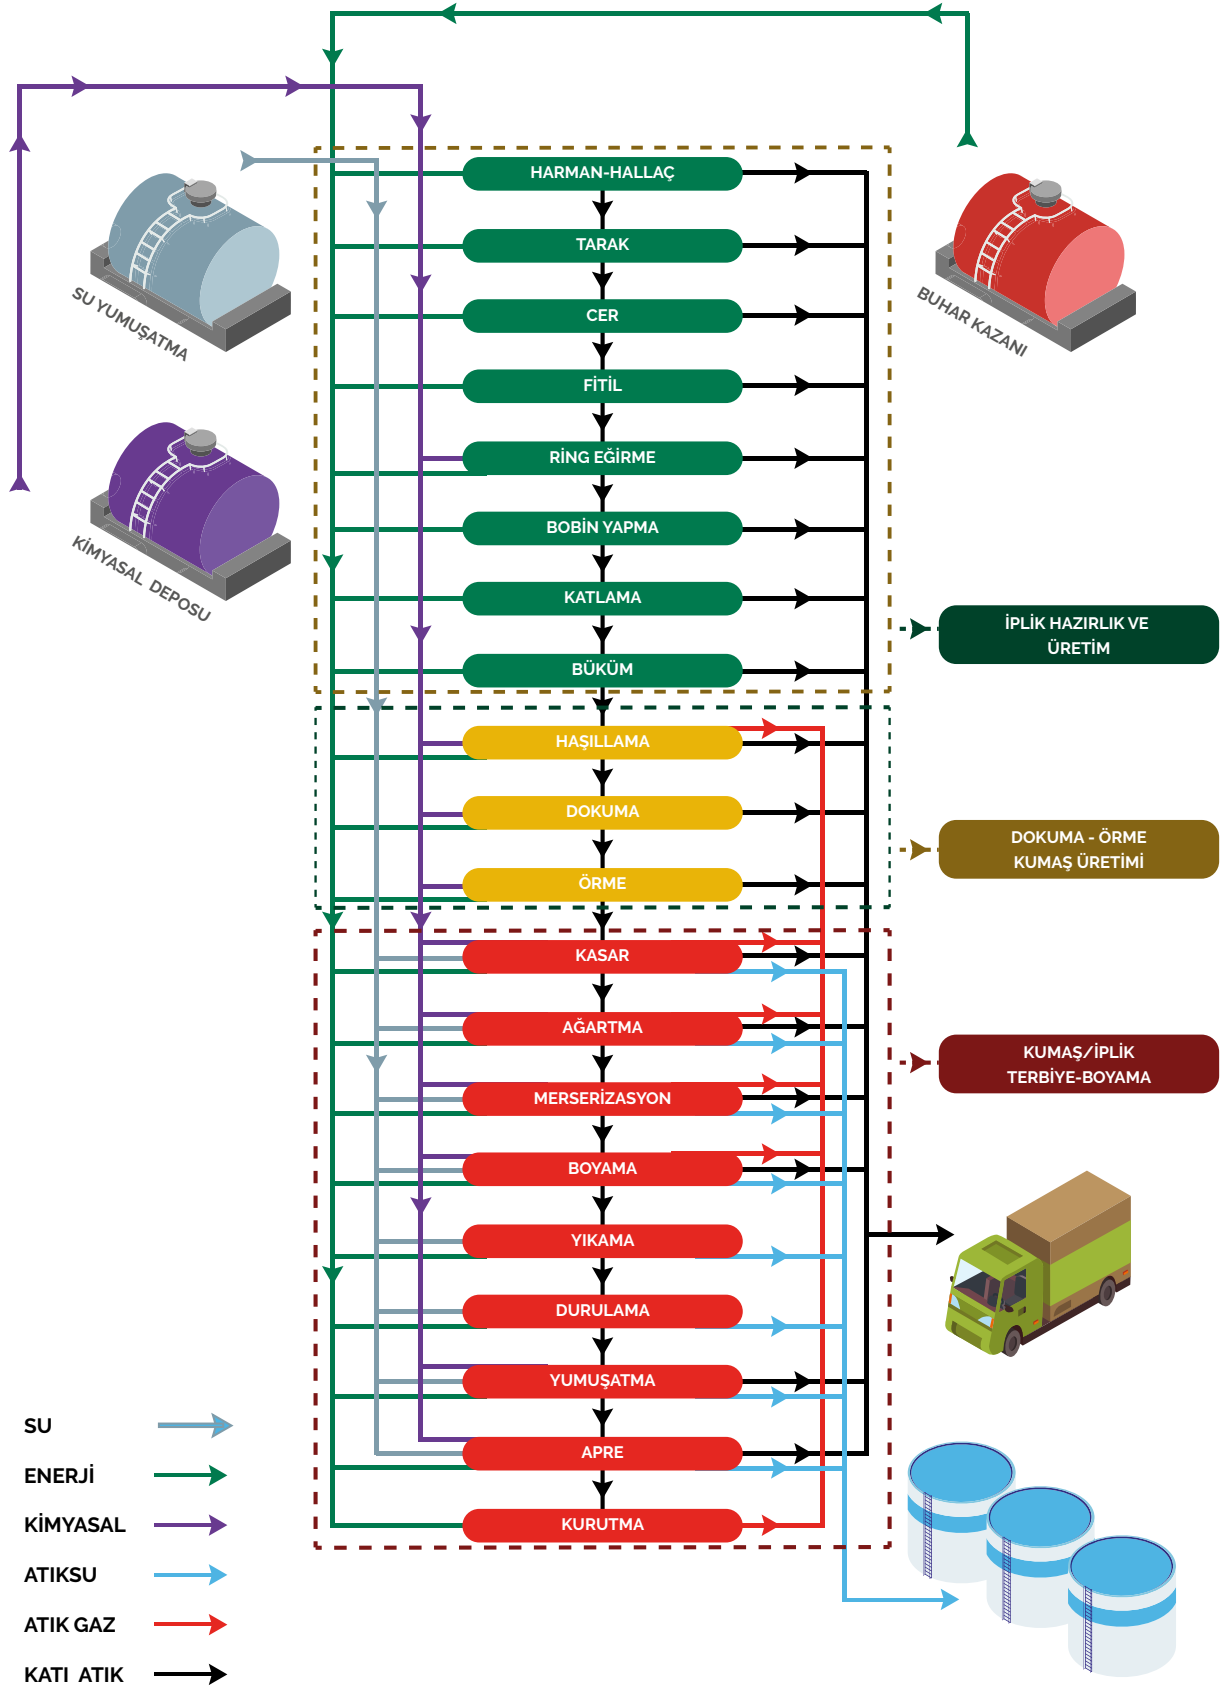 HARMAN-HALLAÇ
TARAK
CER
FİTİL
RİNG EĞİRME
BOBİN YAPMA
KATLAMA
BÜKÜM
HAŞILLAMA
DOKUMA
ÖRME
KASAR
AĞARTMA
MERSERİZASYON
BOYAMA
YIKAMA
DURULAMA
YUMUŞATMA
APRE
KURUTMA
SU YUMUŞATMA
KİMYASAL DEPOSU
BUHAR KAZANI
İPLİK HAZIRLIK VE
ÜRETİM
DOKUMA - ÖRME
KUMAŞ ÜRETİMİ
KUMAŞ/İPLİK
TERBİYE-BOYAMA
SU
ENERJİ
KİMYASAL
ATIKSU
ATIK GAZ
KATI ATIK